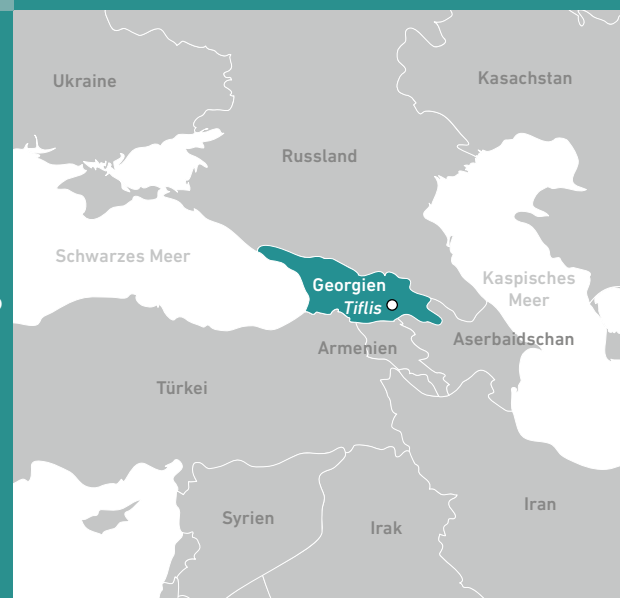 Ukraine
Kasachstan
Russland
Schwarzes Meer
Georgien
Tiflis
Kaspisches
Meer
Armenien
Aserbaidschan
Türkei
Syrien
Irak
Iran